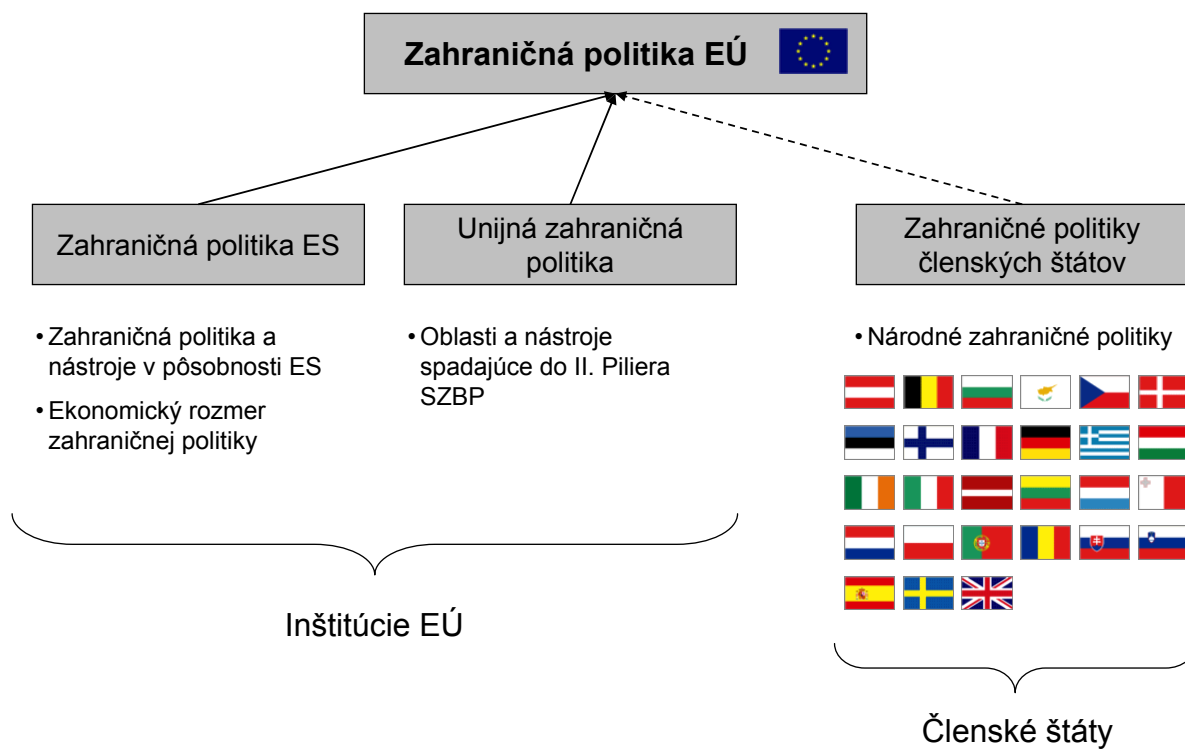 Zahraničná politika EÚ
Zahraničná politika ES
Unijná zahraničná
politika
Zahraničné politiky
členských štátov
• Zahraničná politika a
nástroje v pôsobnosti ES
• Ekonomický rozmer
zahraničnej politiky
• Oblasti a nástroje
spadajúce do II. Piliera
SZBP
• Národné zahraničné politiky
Inštitúcie EÚ
Členské štáty